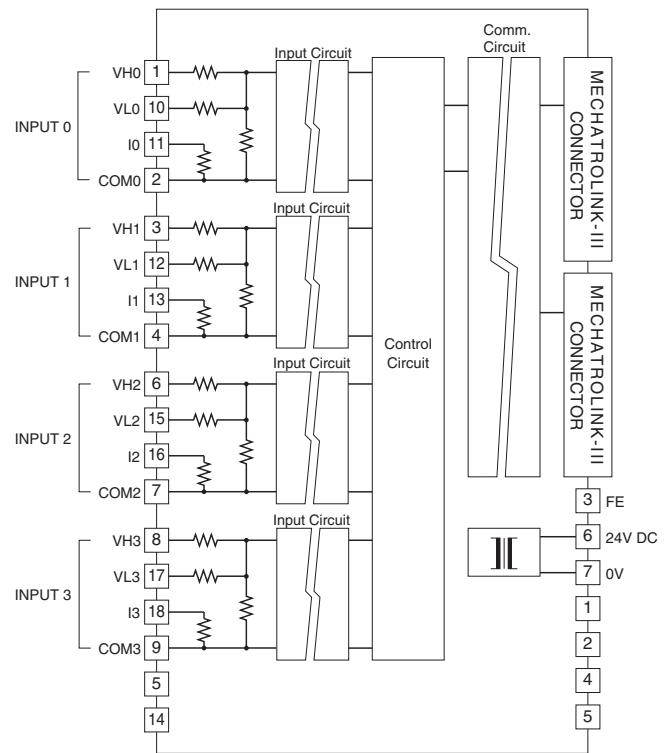 Input Circuit
Comm.
Circuit
INPUT 0
VH0 1
VL0 10
I0 11
COM0 2
Input Circuit
INPUT 1
VH1 3
VL1 12
I1 13
COM1 4
Input Circuit
INPUT 2
VH2 6
VL2 15
I2 16
COM2 7
Input Circuit
INPUT 3
VH3 8
VL3 17
I3 18
COM3 9
5
14
Control
Circuit
MECHATROLINK-III
CONNECTOR
MECHATROLINK-III
CONNECTOR
3 FE
6 24V DC
7 0V
1
2
4
5